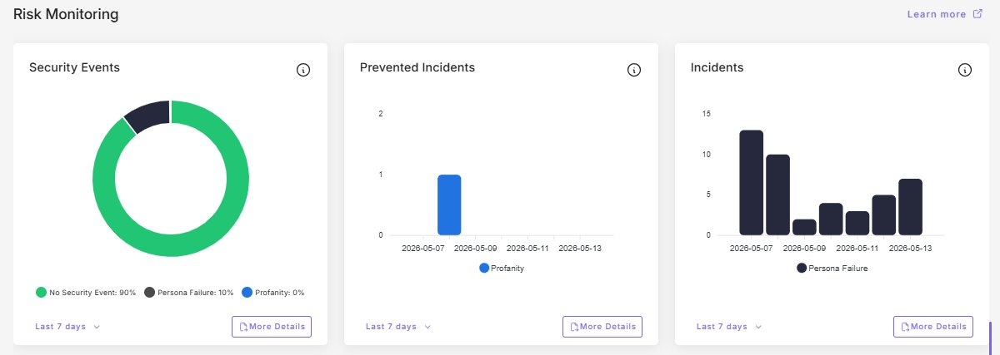 Risk Monitoring
Learn more
Security Events
No Security Event: 90% Persona Failure: 10% Profanity: 0%
Last 7 days
More Details
Prevented Incidents
2
1
0
2026-05-07 2026-05-09 2026-05-11 2026-05-13
Profanity
Last 7 days
More Details
Incidents
15
10
5
0
2026-05-07 2026-05-09 2026-05-11 2026-05-13
Persona Failure
Last 7 days
More Details